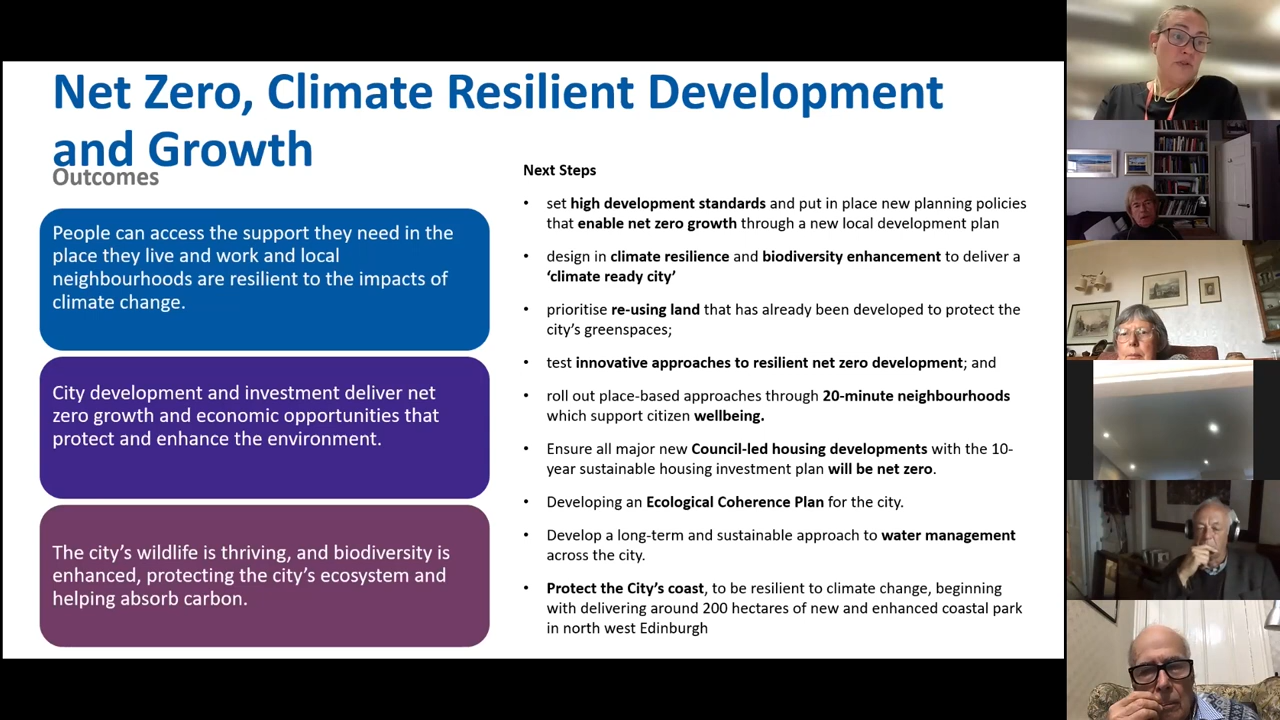 Net Zero, Climate Resilient Development
and Growth
Outcomes
People can access the support they need in the
place they live and work and local
neighbourhoods are resilient to the impacts of
climate change.
City development and investment deliver net
zero growth and economic opportunities that
protect and enhance the environment.
The city’s wildlife is thriving, and biodiversity is
enhanced, protecting the city’s ecosystem and
helping absorb carbon.
Next Steps
• set high development standards and put in place new planning policies
that enable net zero growth through a new local development plan
• design in climate resilience and biodiversity enhancement to deliver a
‘climate ready city’
• prioritise re-using land that has already been developed to protect the
city’s greenspaces;
• test innovative approaches to resilient net zero development; and
• roll out place-based approaches through 20-minute neighbourhoods
which support citizen wellbeing.
• Ensure all major new Council-led housing developments with the 10-
year sustainable housing investment plan will be net zero.
• Developing an Ecological Coherence Plan for the city.
• Develop a long-term and sustainable approach to water management
across the city.
• Protect the City’s coast, to be resilient to climate change, beginning
with delivering around 200 hectares of new and enhanced coastal park
in north west Edinburgh